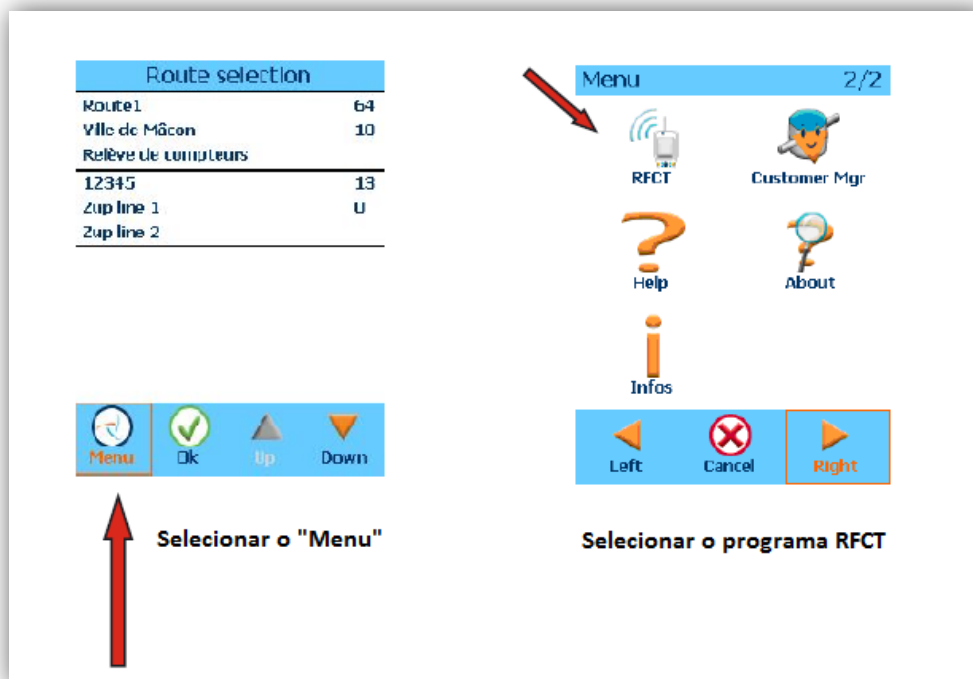 Route selection
Route1 64
Ville de Mâcon 10
Relève de compteurs
12345 13
Zup line 1 0
Zup line 2
Menu Ok Up Down
Selecionar o "Menu"
Menu 2/2
RFCT Customer Mgr
Help About
Infos
Left Cancel Right
Selecionar o programa RFCT